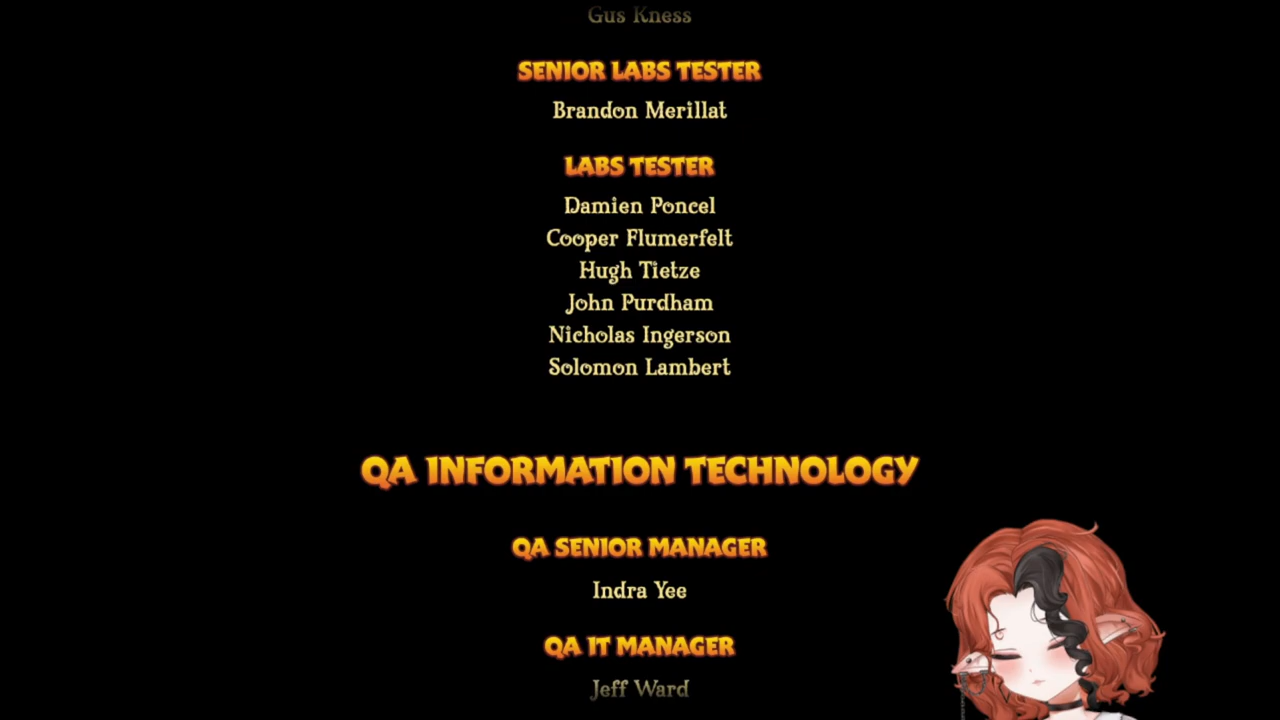 Gus Kness
SENIOR LABS TESTER
Brandon Merillat
LABS TESTER
Damien Poncel
Cooper Flumerfelt
Hugh Tietze
John Purdham
Nicholas Ingerson
Solomon Lambert
QA INFORMATION TECHNOLOGY
QA SENIOR MANAGER
Indra Yee
QA IT MANAGER
Jeff Ward